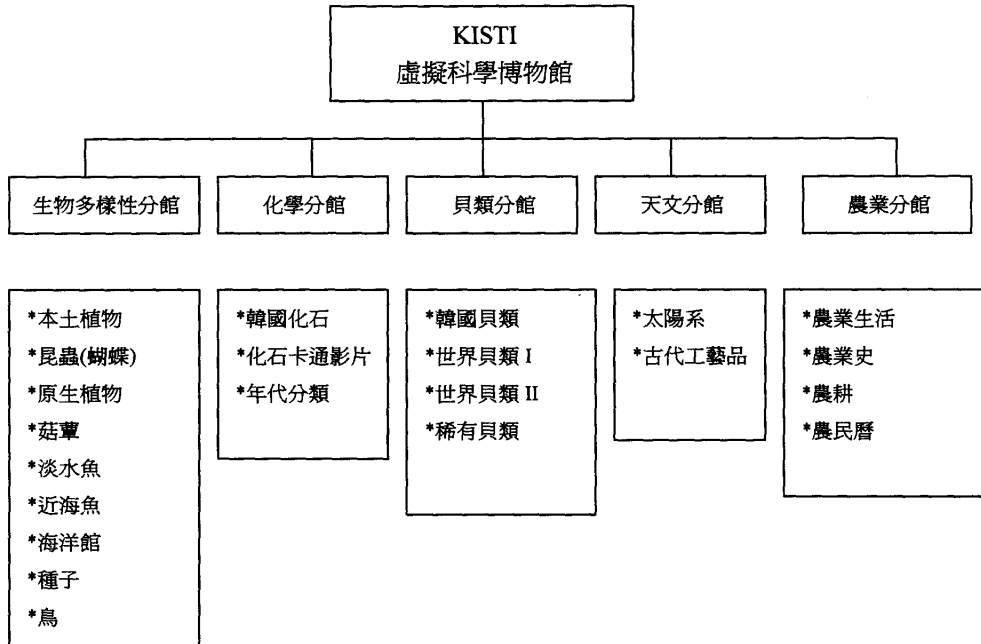 KISTI
虛擬科學博物館
生物多樣性分館
化學分館
貝類分館
天文分館
農業分館
*本土植物
*昆蟲(蝴蝶)
*原生植物
*菇蕈
*淡水魚
*近海魚
*海洋館
*種子
*鳥
*韓國化石
*化石卡通影片
*年代分類
*韓國貝類
*世界貝類 I
*世界貝類 II
*稀有貝類
*太陽系
*古代工藝品
*農業生活
*農業史
*農耕
*農民曆